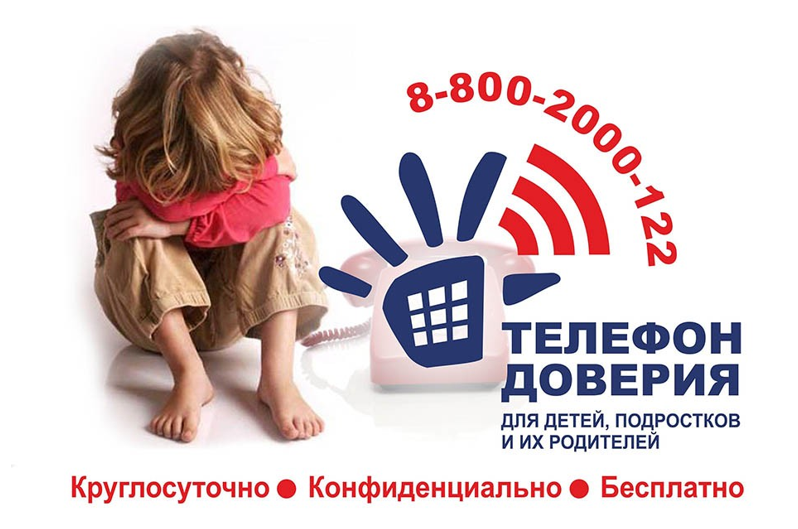 8-800-2000-122
ТЕЛЕФОН
ДОВЕРИЯ
ДЛЯ ДЕТЕЙ, ПОДРОСТКОВ
И ИХ РОДИТЕЛЕЙ
Круглосуточно ● Конфиденциально ● Бесплатно